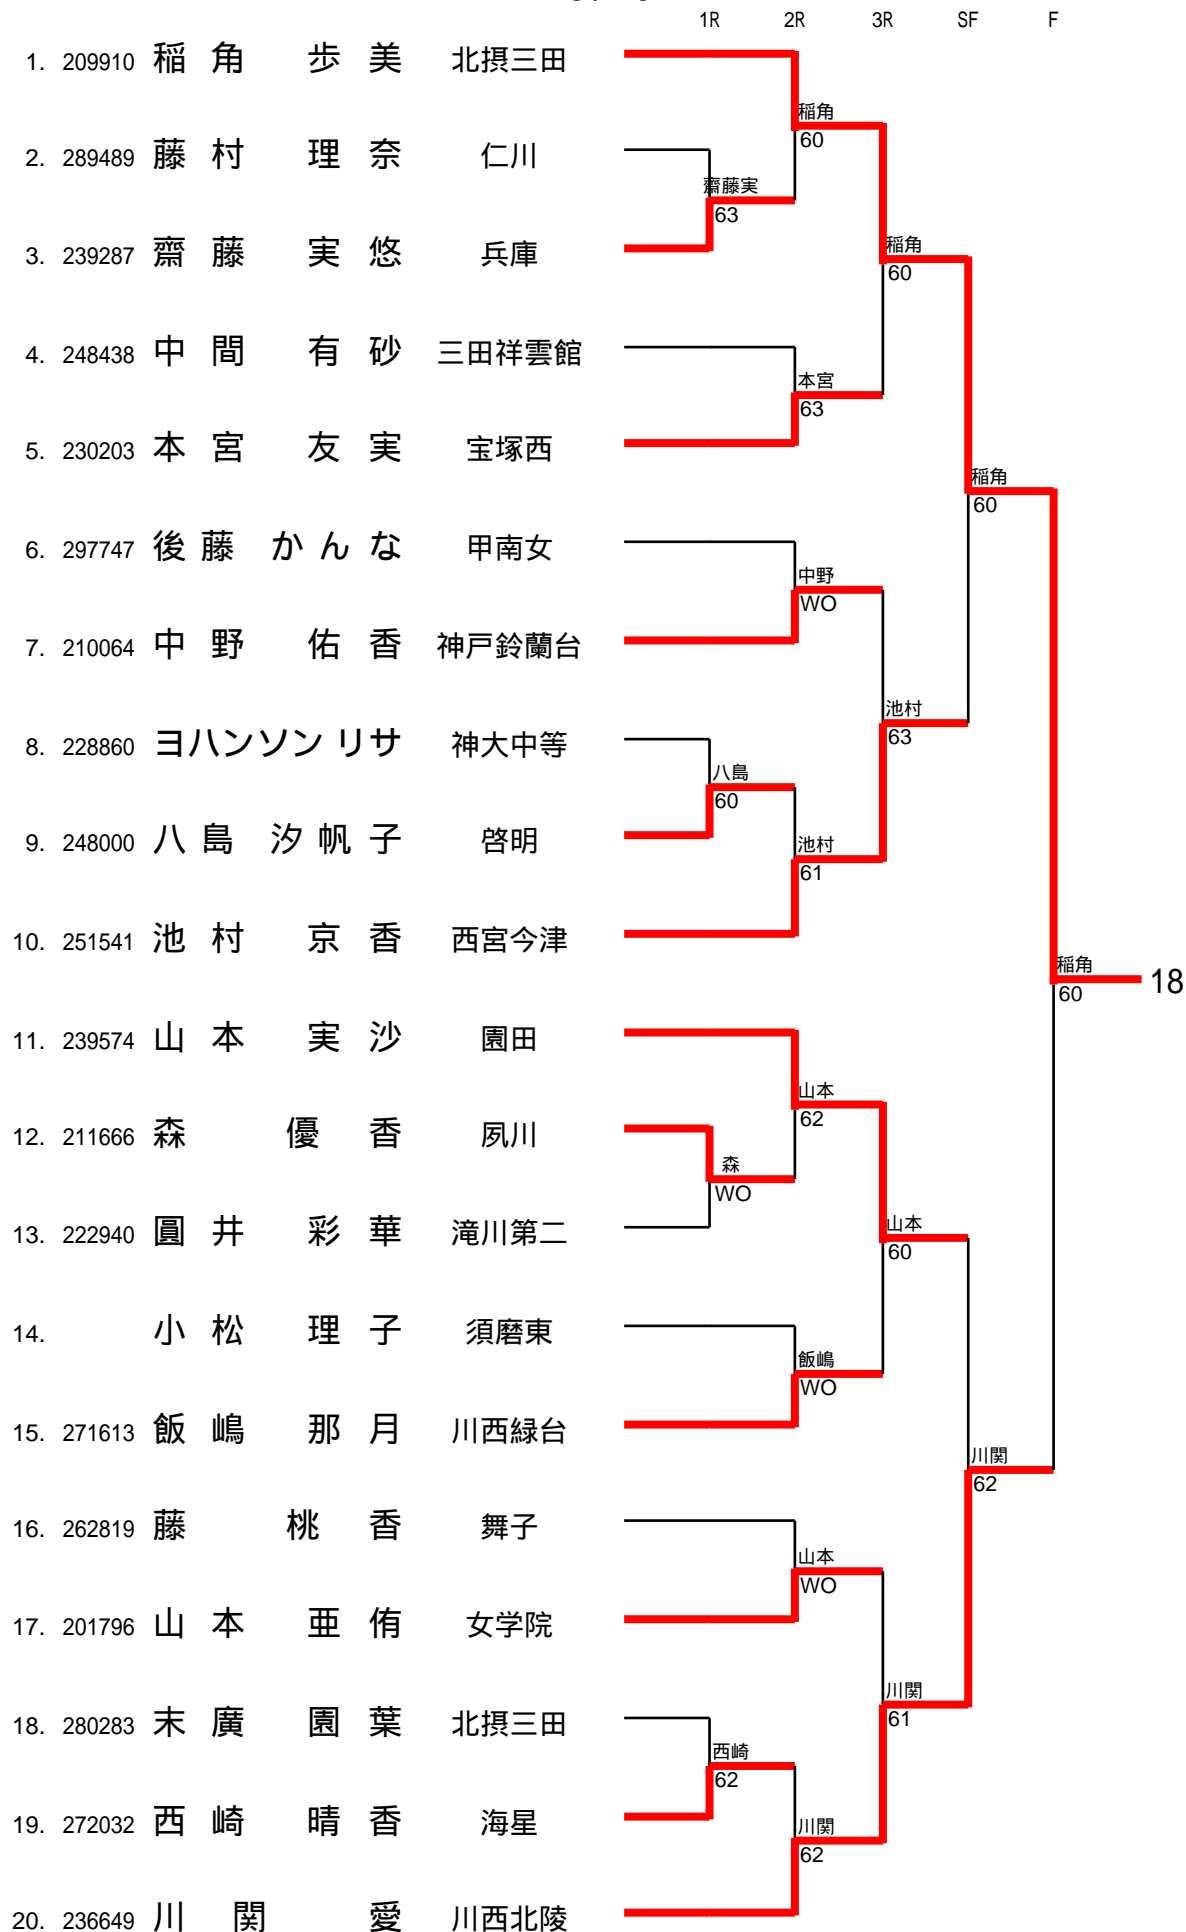 1R 2R 3R SF F
1. 209910 稲角 歩美 北摂三田
稲角
60
2. 289489 藤村 理奈 仁川
齋藤実
63
3. 239287 齋藤 実悠 兵庫
稲角
60
4. 248438 中間 有砂 三田祥雲館
本宮
63
5. 230203 本宮 友実 宝塚西
稲角
60
6. 297747 後藤 かんな 甲南女
中野
WO
7. 210064 中野 佑香 神戸鈴蘭台
池村
63
8. 228860 ヨハンソン リサ 神大中等
八島
60
9. 248000 八島 汐帆子 啓明
池村
61
10. 251541 池村 京香 西宮今津
稲角
60
18
11. 239574 山本 実沙 園田
山本
62
12. 211666 森 優香 夙川
森
WO
13. 222940 圓井 彩華 滝川第二
山本
60
14. 小松 理子 須磨東
飯嶋
WO
15. 271613 飯嶋 那月 川西緑台
川関
62
16. 262819 藤 桃香 舞子
山本
WO
17. 201796 山本 亜侑 女学院
川関
61
18. 280283 末廣 園葉 北摂三田
西崎
62
19. 272032 西崎 晴香 海星
川関
62
20. 236649 川関 愛 川西北陵